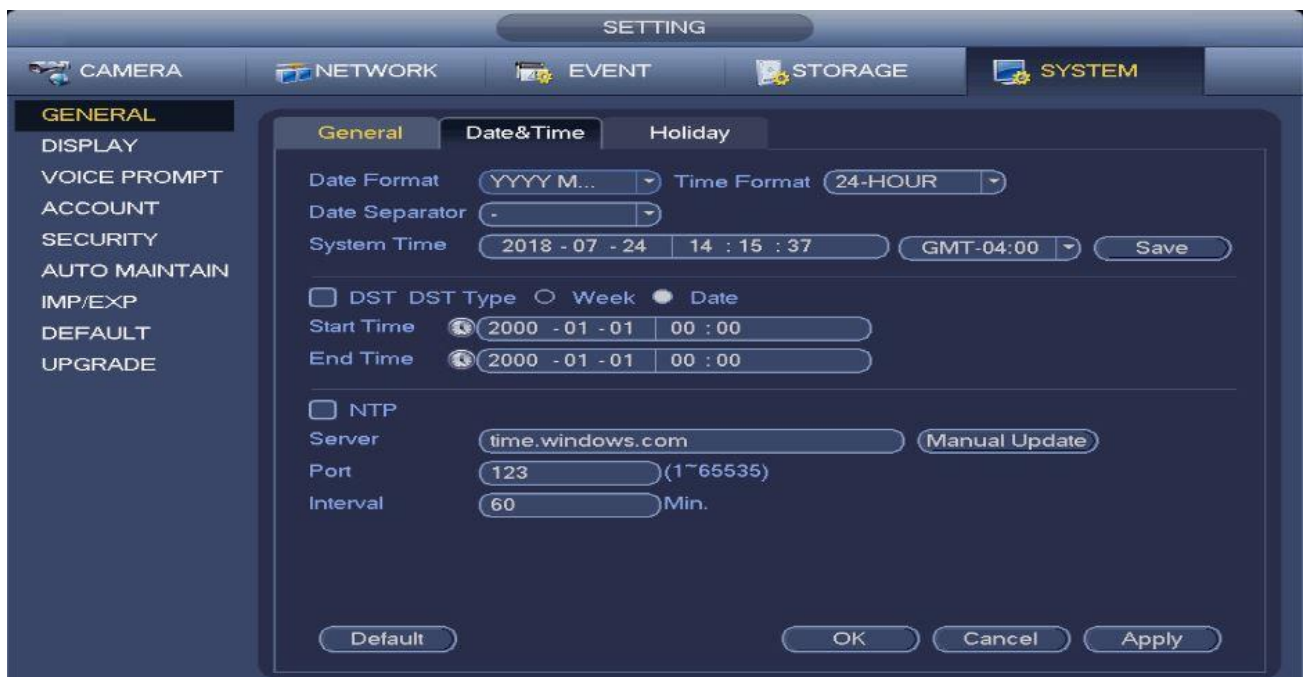 SETTING
CAMERA NETWORK EVENT STORAGE SYSTEM
GENERAL
DISPLAY
VOICE PROMPT
ACCOUNT
SECURITY
AUTO MAINTAIN
IMP/EXP
DEFAULT
UPGRADE
General Date&Time Holiday
Date Format YYYY M... Time Format 24-HOUR
Date Separator -
System Time 2018 - 07 - 24 14 : 15 : 37 GMT-04:00 Save
DST DST Type Week Date
Start Time 2000 - 01 - 01 00 : 00
End Time 2000 - 01 - 01 00 : 00
NTP
Server time.windows.com Manual Update
Port 123 (1~65535)
Interval 60 Min.
Default OK Cancel Apply